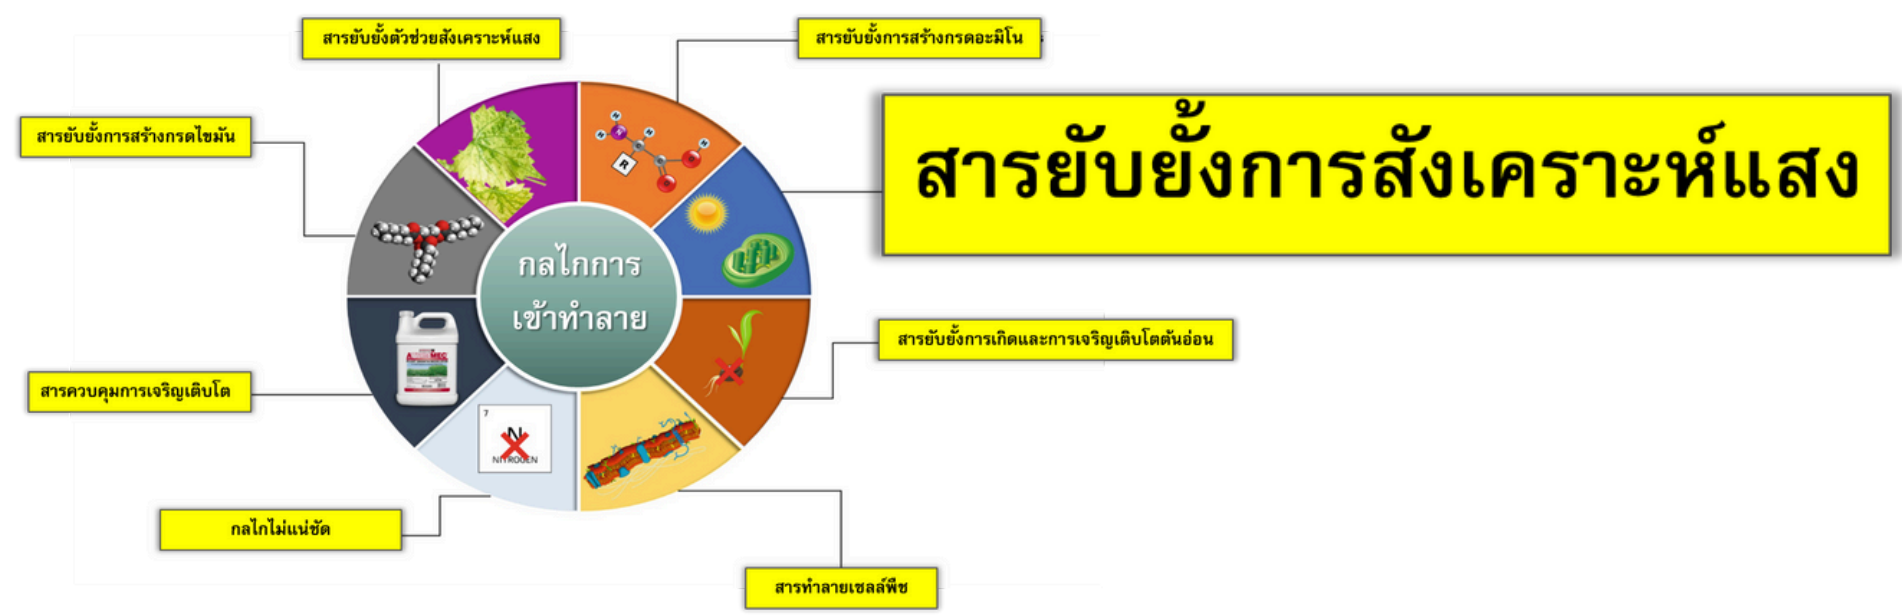 สารยับยั้งตัวช่วยสังเคราะห์แสง
สารยับยั้งการสร้างกรดอะมิโน
สารยับยั้งการสังเคราะห์แสง
สารยับยั้งการสร้างกรดไขมัน
กลไกการ
เข้าทำลาย
สารยับยั้งการเกิดและการเจริญเติบโตต้นอ่อน
สารควบคุมการเจริญเติบโต
7
N
NITROGEN
กลไกไม่แน่ชัด
สารทำลายเซลล์พืช
H
H
N
H
H
C
C
O
R
O